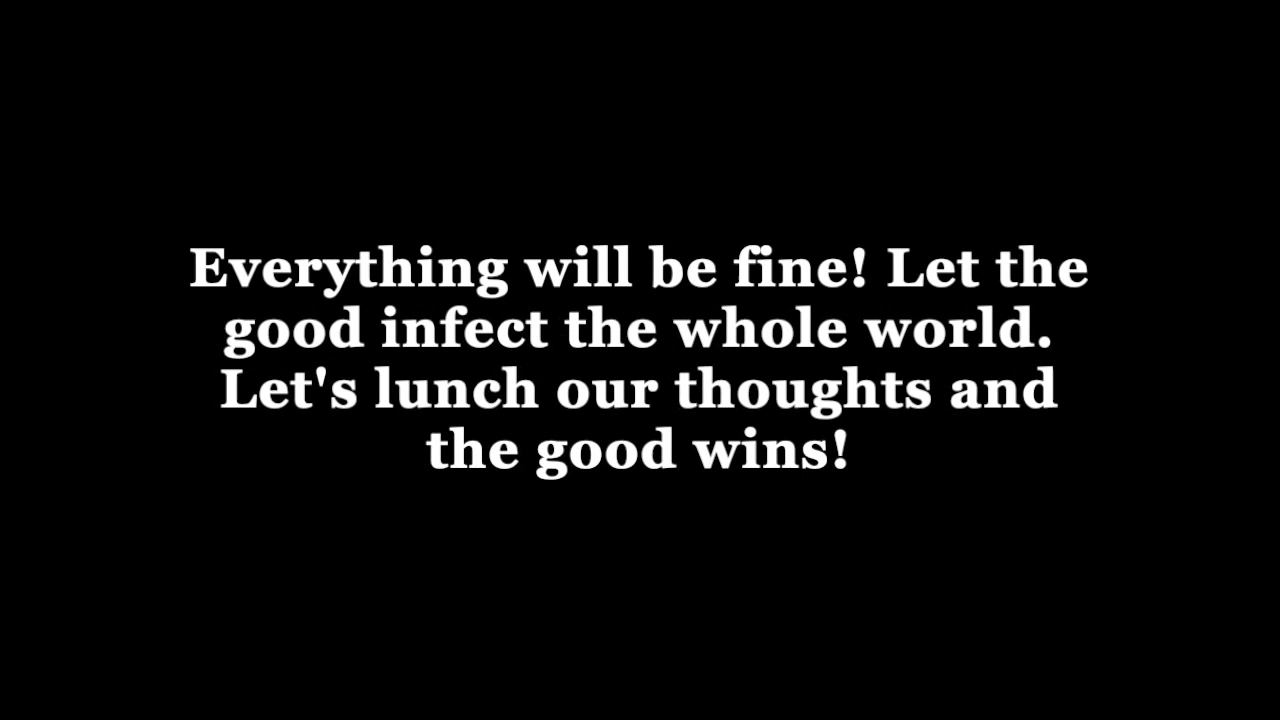 Everything will be fine! Let the
good infect the whole world.
Let's lunch our thoughts and
the good wins!